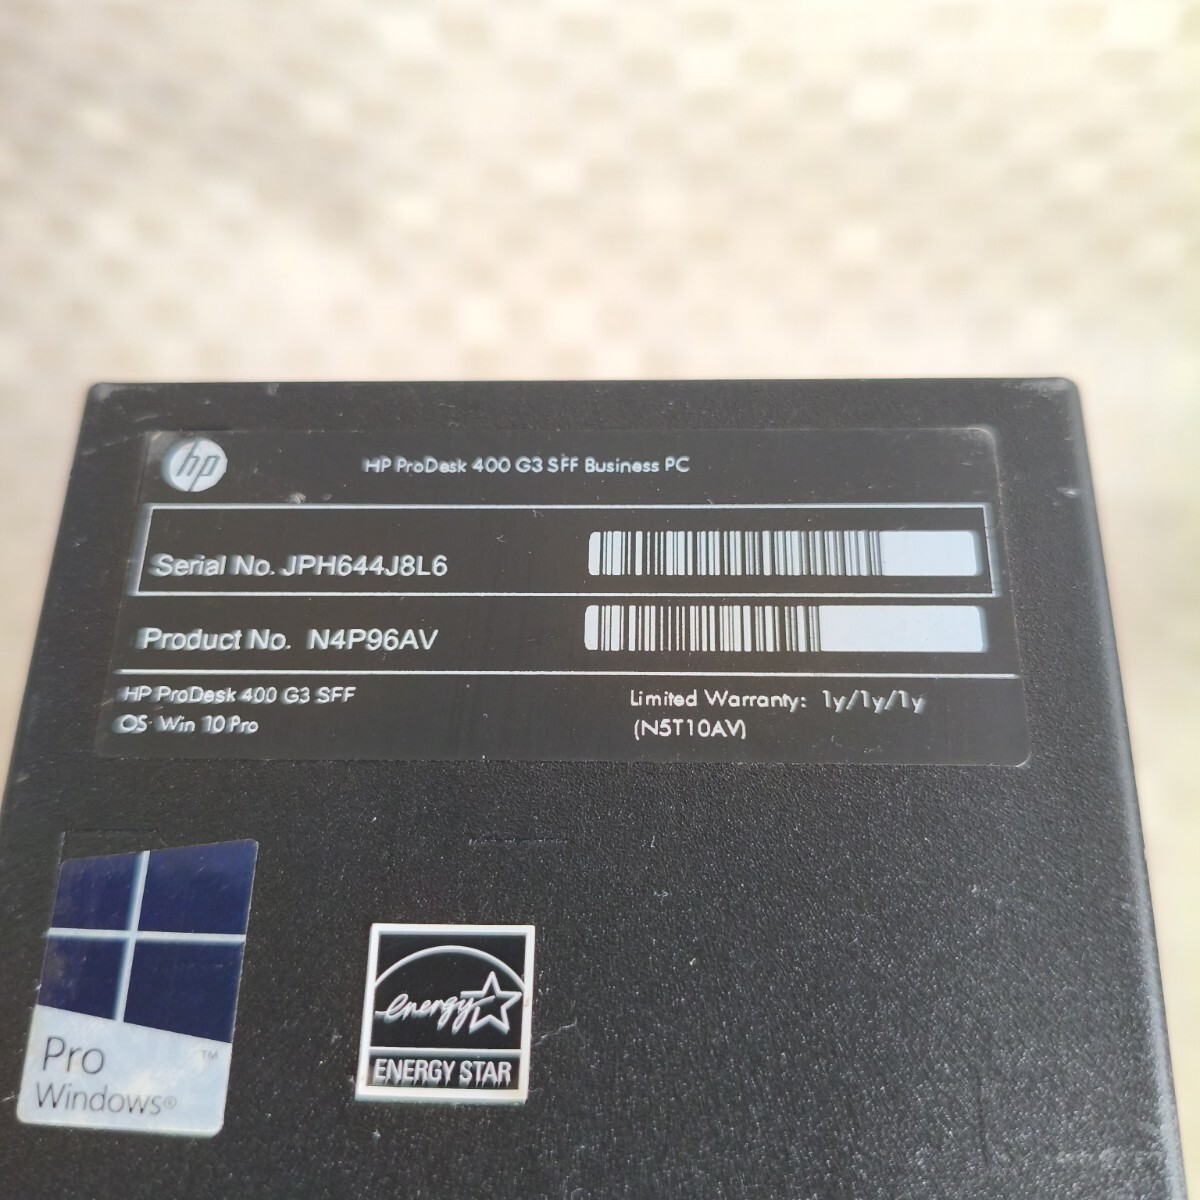 hp
HP ProDesk 400 G3 SFF Business PC
Serial No. JPH644J8L6
Product No. N4P96AV
HP ProDesk 400 G3 SFF
OS Win 10 Pro
Limited Warranty: 1y/1y/1y
(N5T10AV)
Pro ™
Windows®
energy
ENERGY STAR